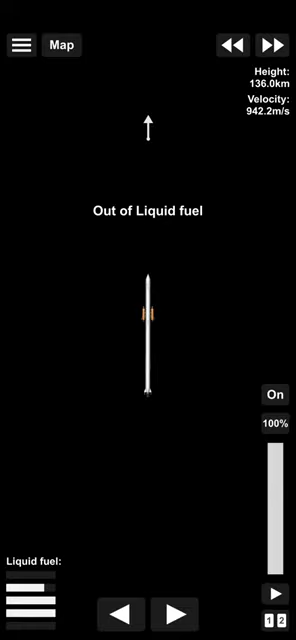 Map
Height:
136.0km
Velocity:
942.2m/s
Out of Liquid fuel
On
100%
Liquid fuel:
1 2